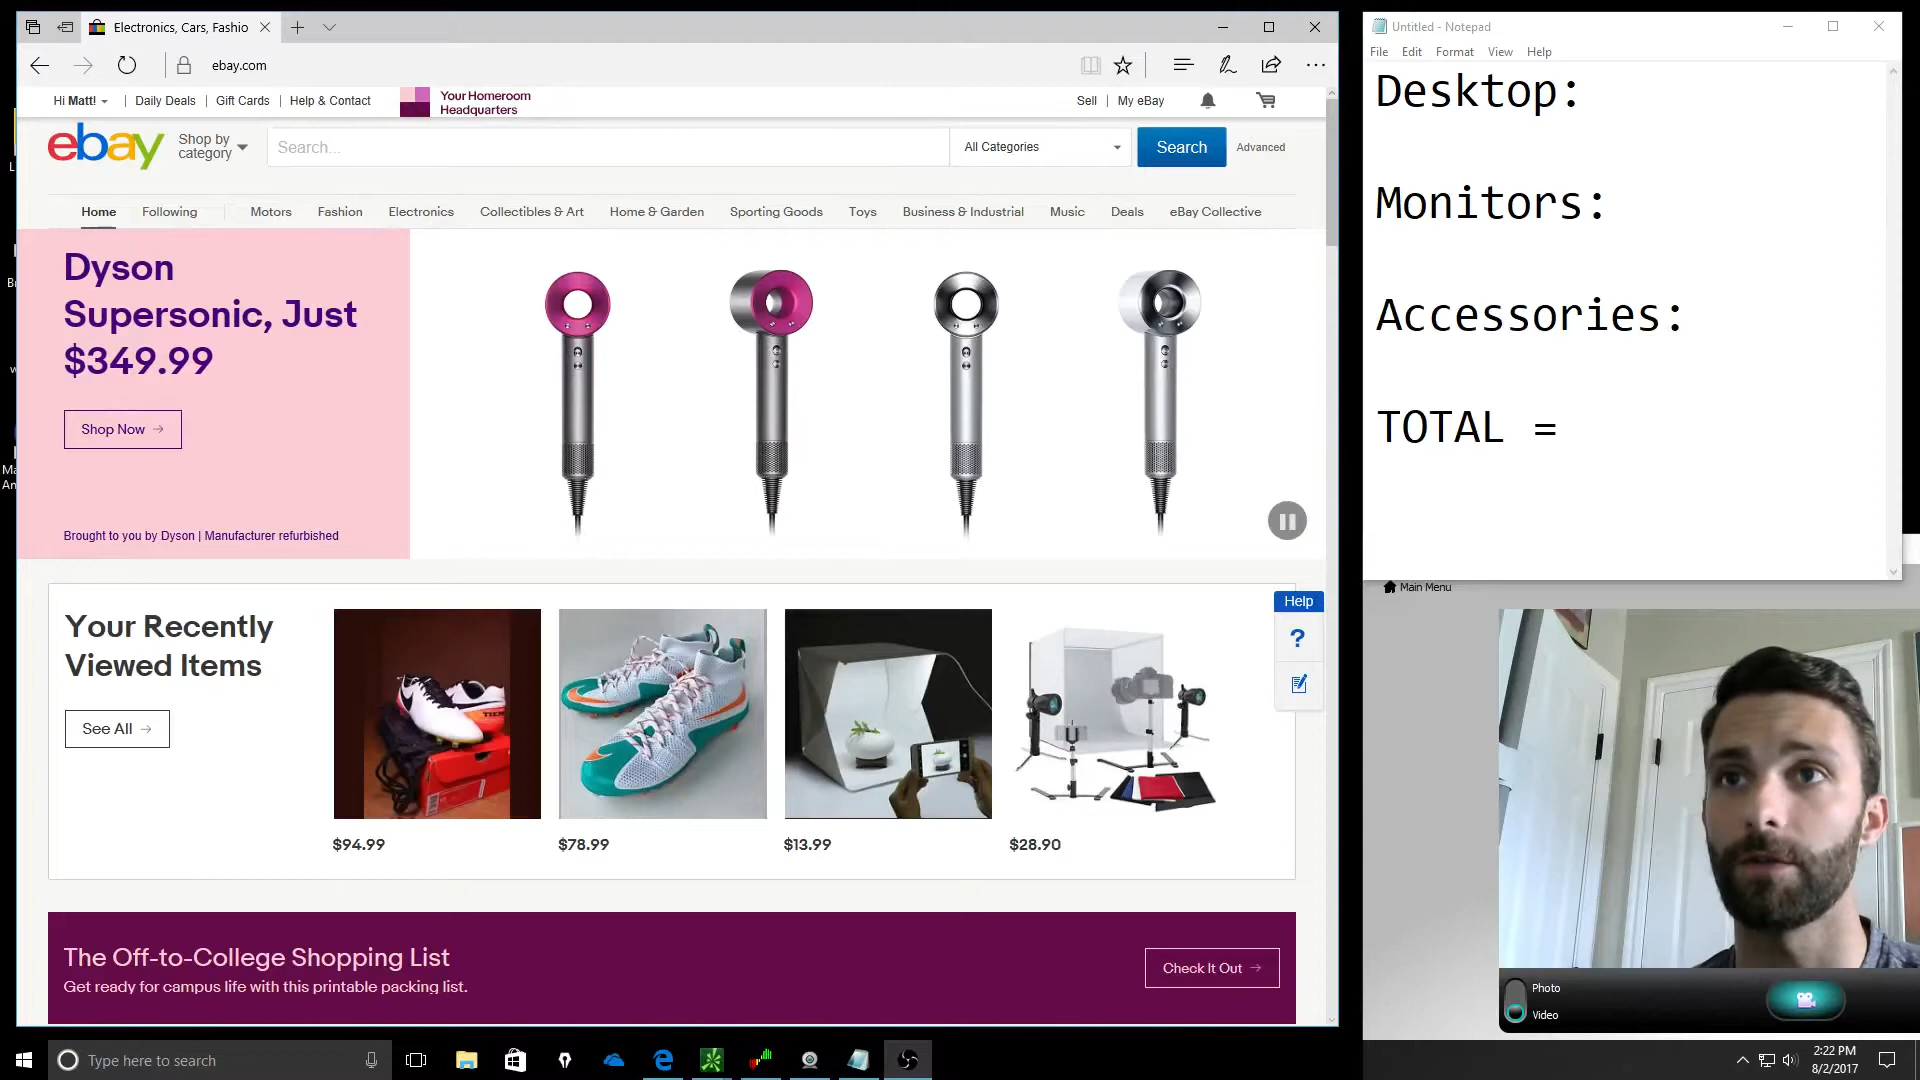 Electronics, Cars, Fashio
ebay.com
Hi Matt!
Daily Deals
Gift Cards
Help & Contact
Your Homeroom
Headquarters
Sell
My eBay
ebay
Shop by
category
Search...
All Categories
Search
Advanced
Home
Following
Motors
Fashion
Electronics
Collectibles & Art
Home & Garden
Sporting Goods
Toys
Business & Industrial
Music
Deals
eBay Collective
Dyson
Supersonic, Just
$349.99
Shop Now
Brought to you by Dyson | Manufacturer refurbished
Your Recently
Viewed Items
See All
$94.99
$78.99
$13.99
$28.90
Help
?
The Off-to-College Shopping List
Get ready for campus life with this printable packing list.
Check It Out
Untitled - Notepad
File
Edit
Format
View
Help
Desktop:
Monitors:
Accessories:
TOTAL =
Main Menu
Photo
Video
Type here to search
2:22 PM
8/2/2017